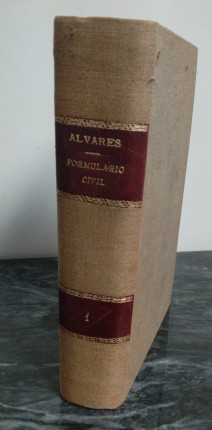 ALVARES
FORMULARIO
CIVIL
1